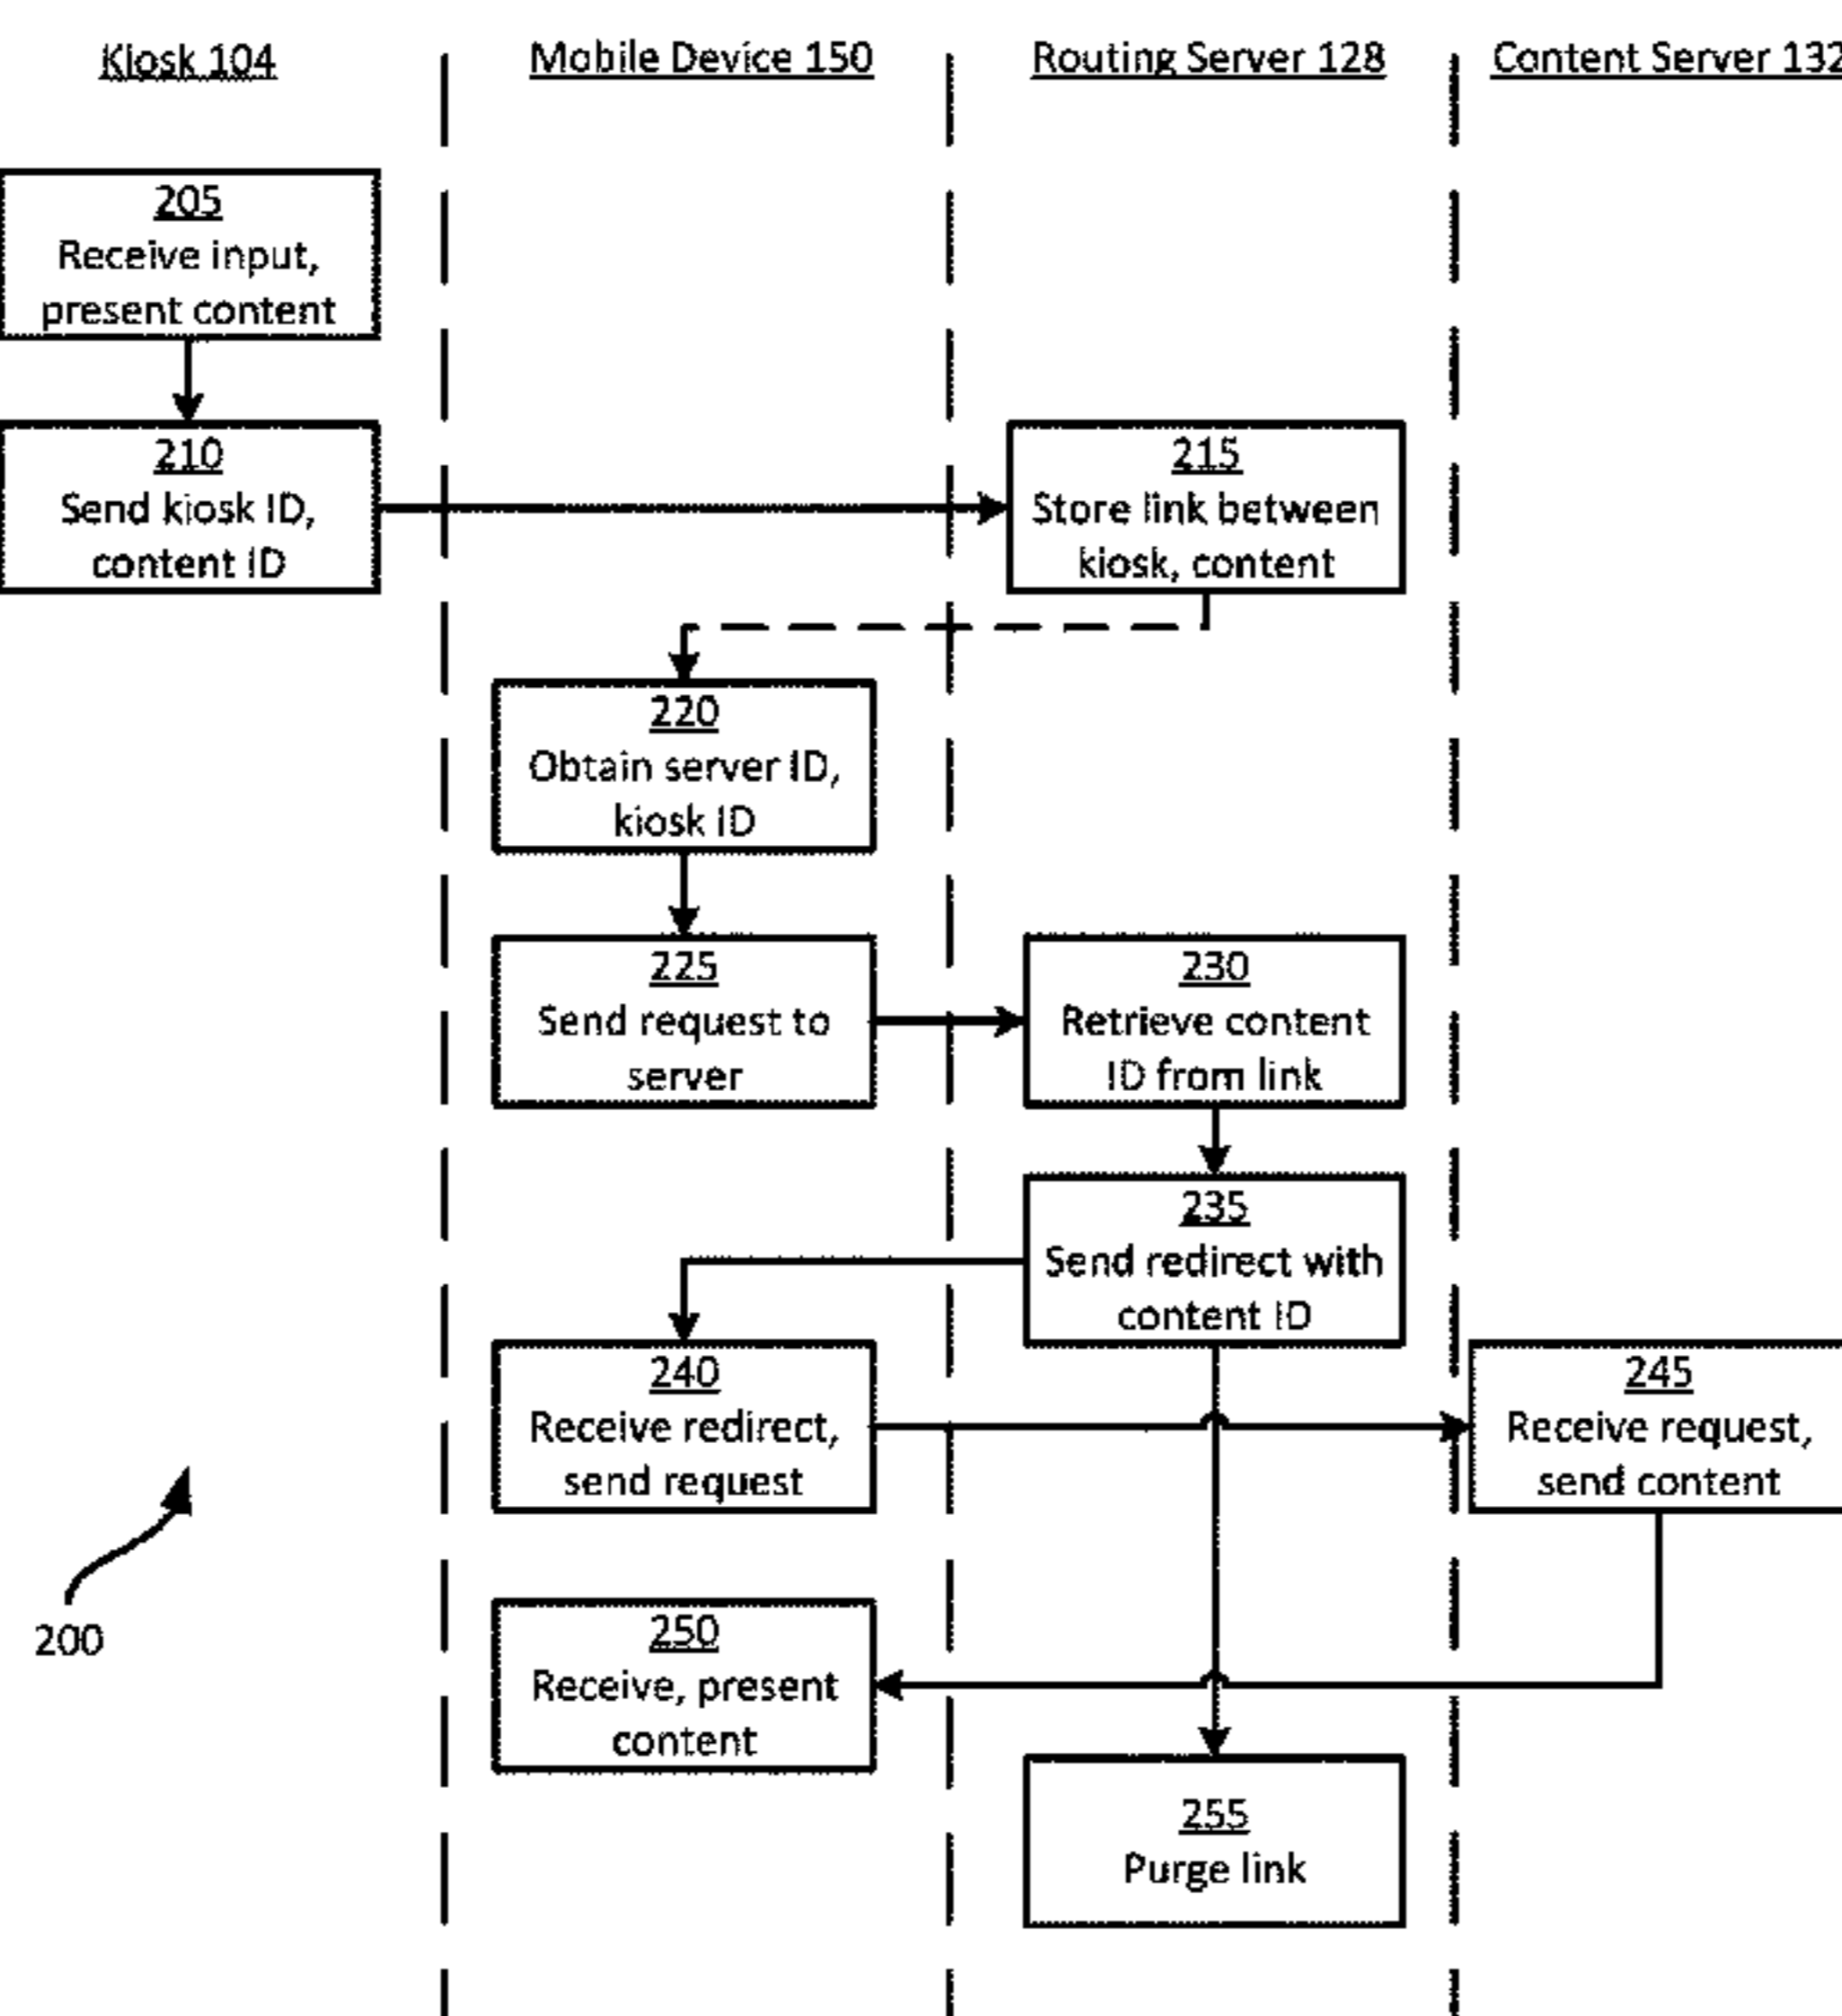 Kiosk 104
Mobile Device 150
Routing Server 128
Content Server 132
205
Receive input,
present content
210
Send kiosk ID,
content ID
215
Store link between
kiosk, content
220
Obtain server ID,
kiosk ID
225
Send request to
server
230
Retrieve content
ID from link
235
Send redirect with
content ID
240
Receive redirect,
send request
245
Receive request,
send content
250
Receive, present
content
255
Purge link
200